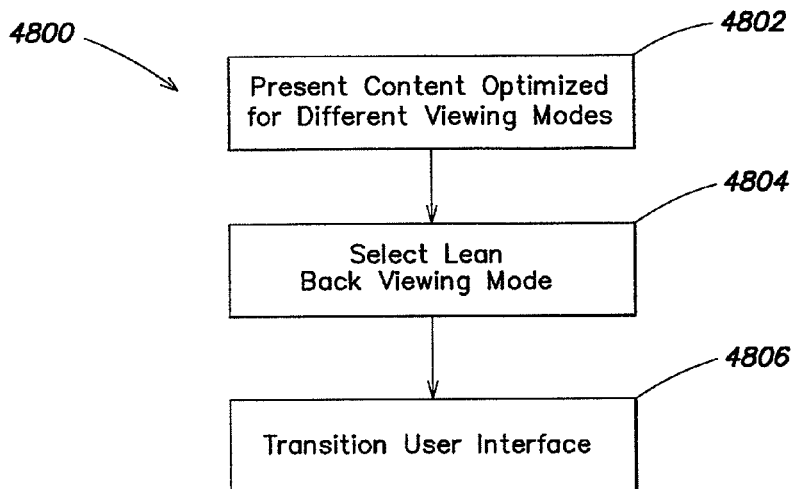 4800
4802
Present Content Optimized
for Different Viewing Modes
4804
Select Lean
Back Viewing Mode
4806
Transition User Interface